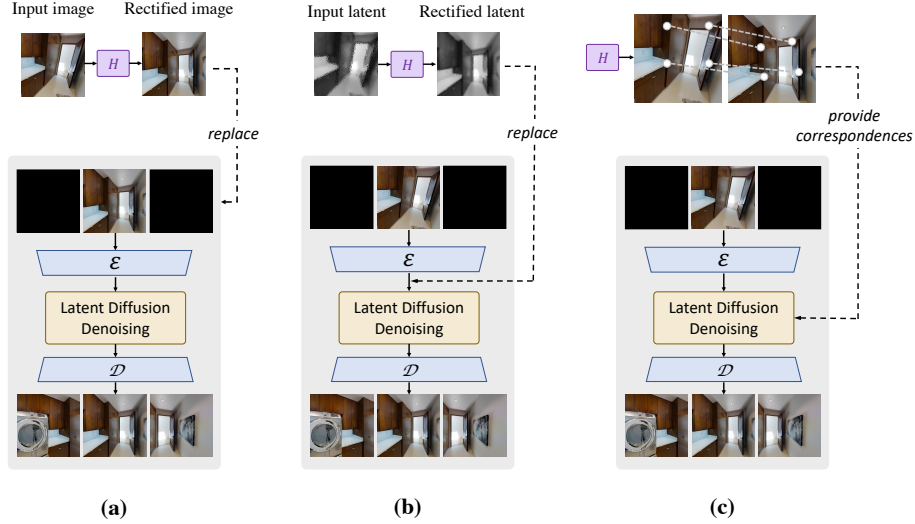 Input image
Rectified image
H
replace
ℰ
Latent Diffusion
Denoising
𝒟
(a)
Input latent
Rectified latent
H
replace
ℰ
Latent Diffusion
Denoising
𝒟
(b)
H
provide
correspondences
ℰ
Latent Diffusion
Denoising
𝒟
(c)